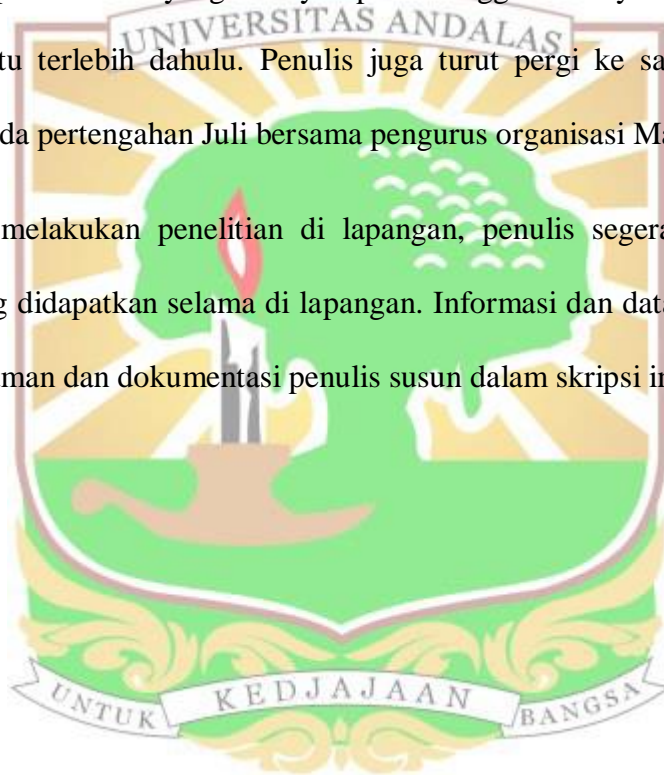 UNIVERSITAS ANDALAS
tu terlebih dahulu. Penulis juga turut pergi ke sa
da pertengahan Juli bersama pengurus organisasi Ma
melakukan penelitian di lapangan, penulis segera
g didapatkan selama di lapangan. Informasi dan data
man dan dokumentasi penulis susun dalam skripsi in
UNTUK KEDJAJAAN BANGSA